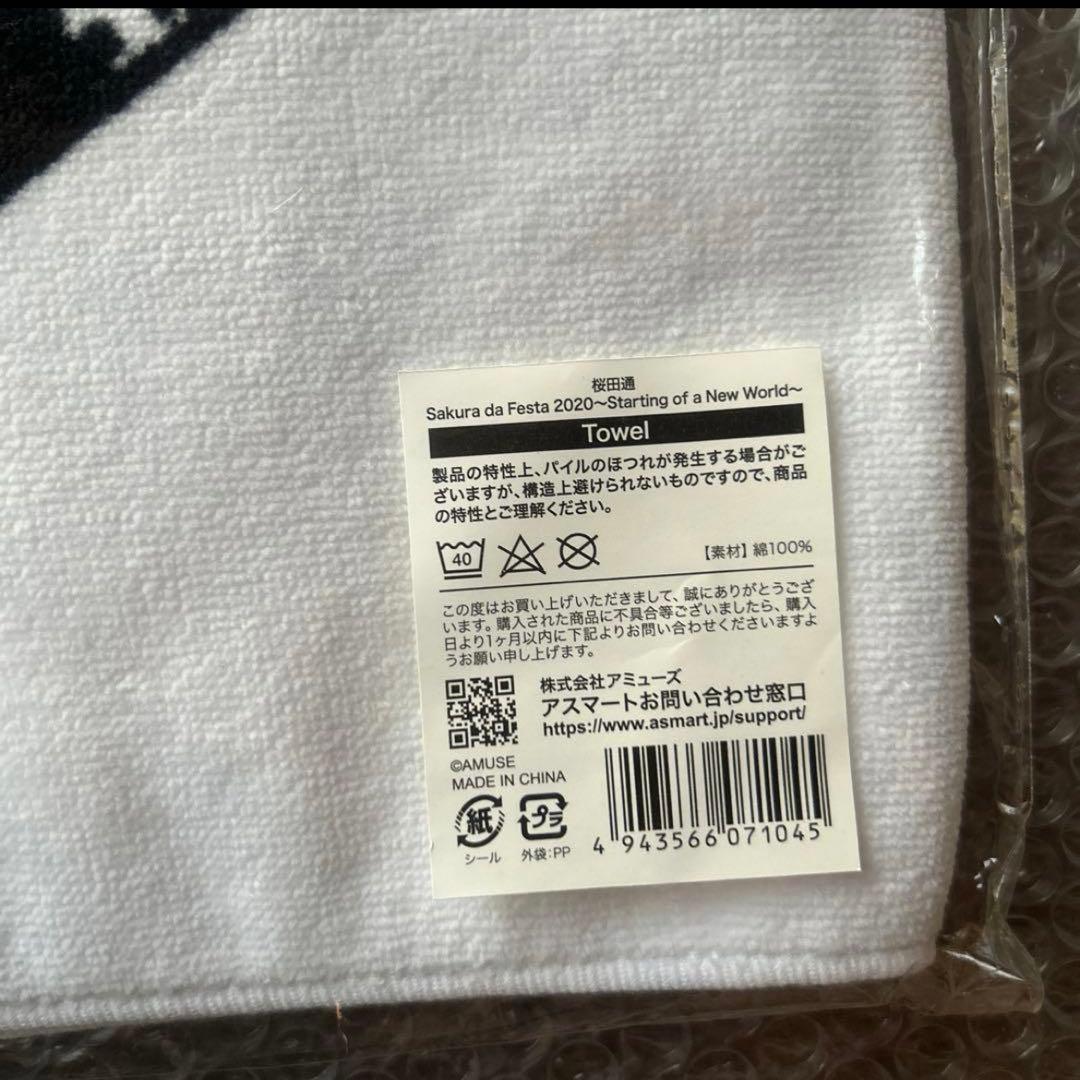 桜田通
Sakura da Festa 2020～Starting of a New World～
Towel
製品の特性上、パイルのほつれが発生する場合がご
ざいますが、構造上避けられないものですので、商品
の特性とご理解ください。
40
【素材】綿100%
この度はお買い上げいただきまして、誠にありがとうござ
います。購入された商品に不具合等ございましたら、購入
日より1ヶ月以内に下記よりお問い合わせくださいますよ
うお願い申し上げます。
株式会社アミューズ
アスマートお問い合わせ窓口
https://www.asmart.jp/support/
©AMUSE
MADE IN CHINA
紙
シール
プラ
外袋:PP
4 943566 071045